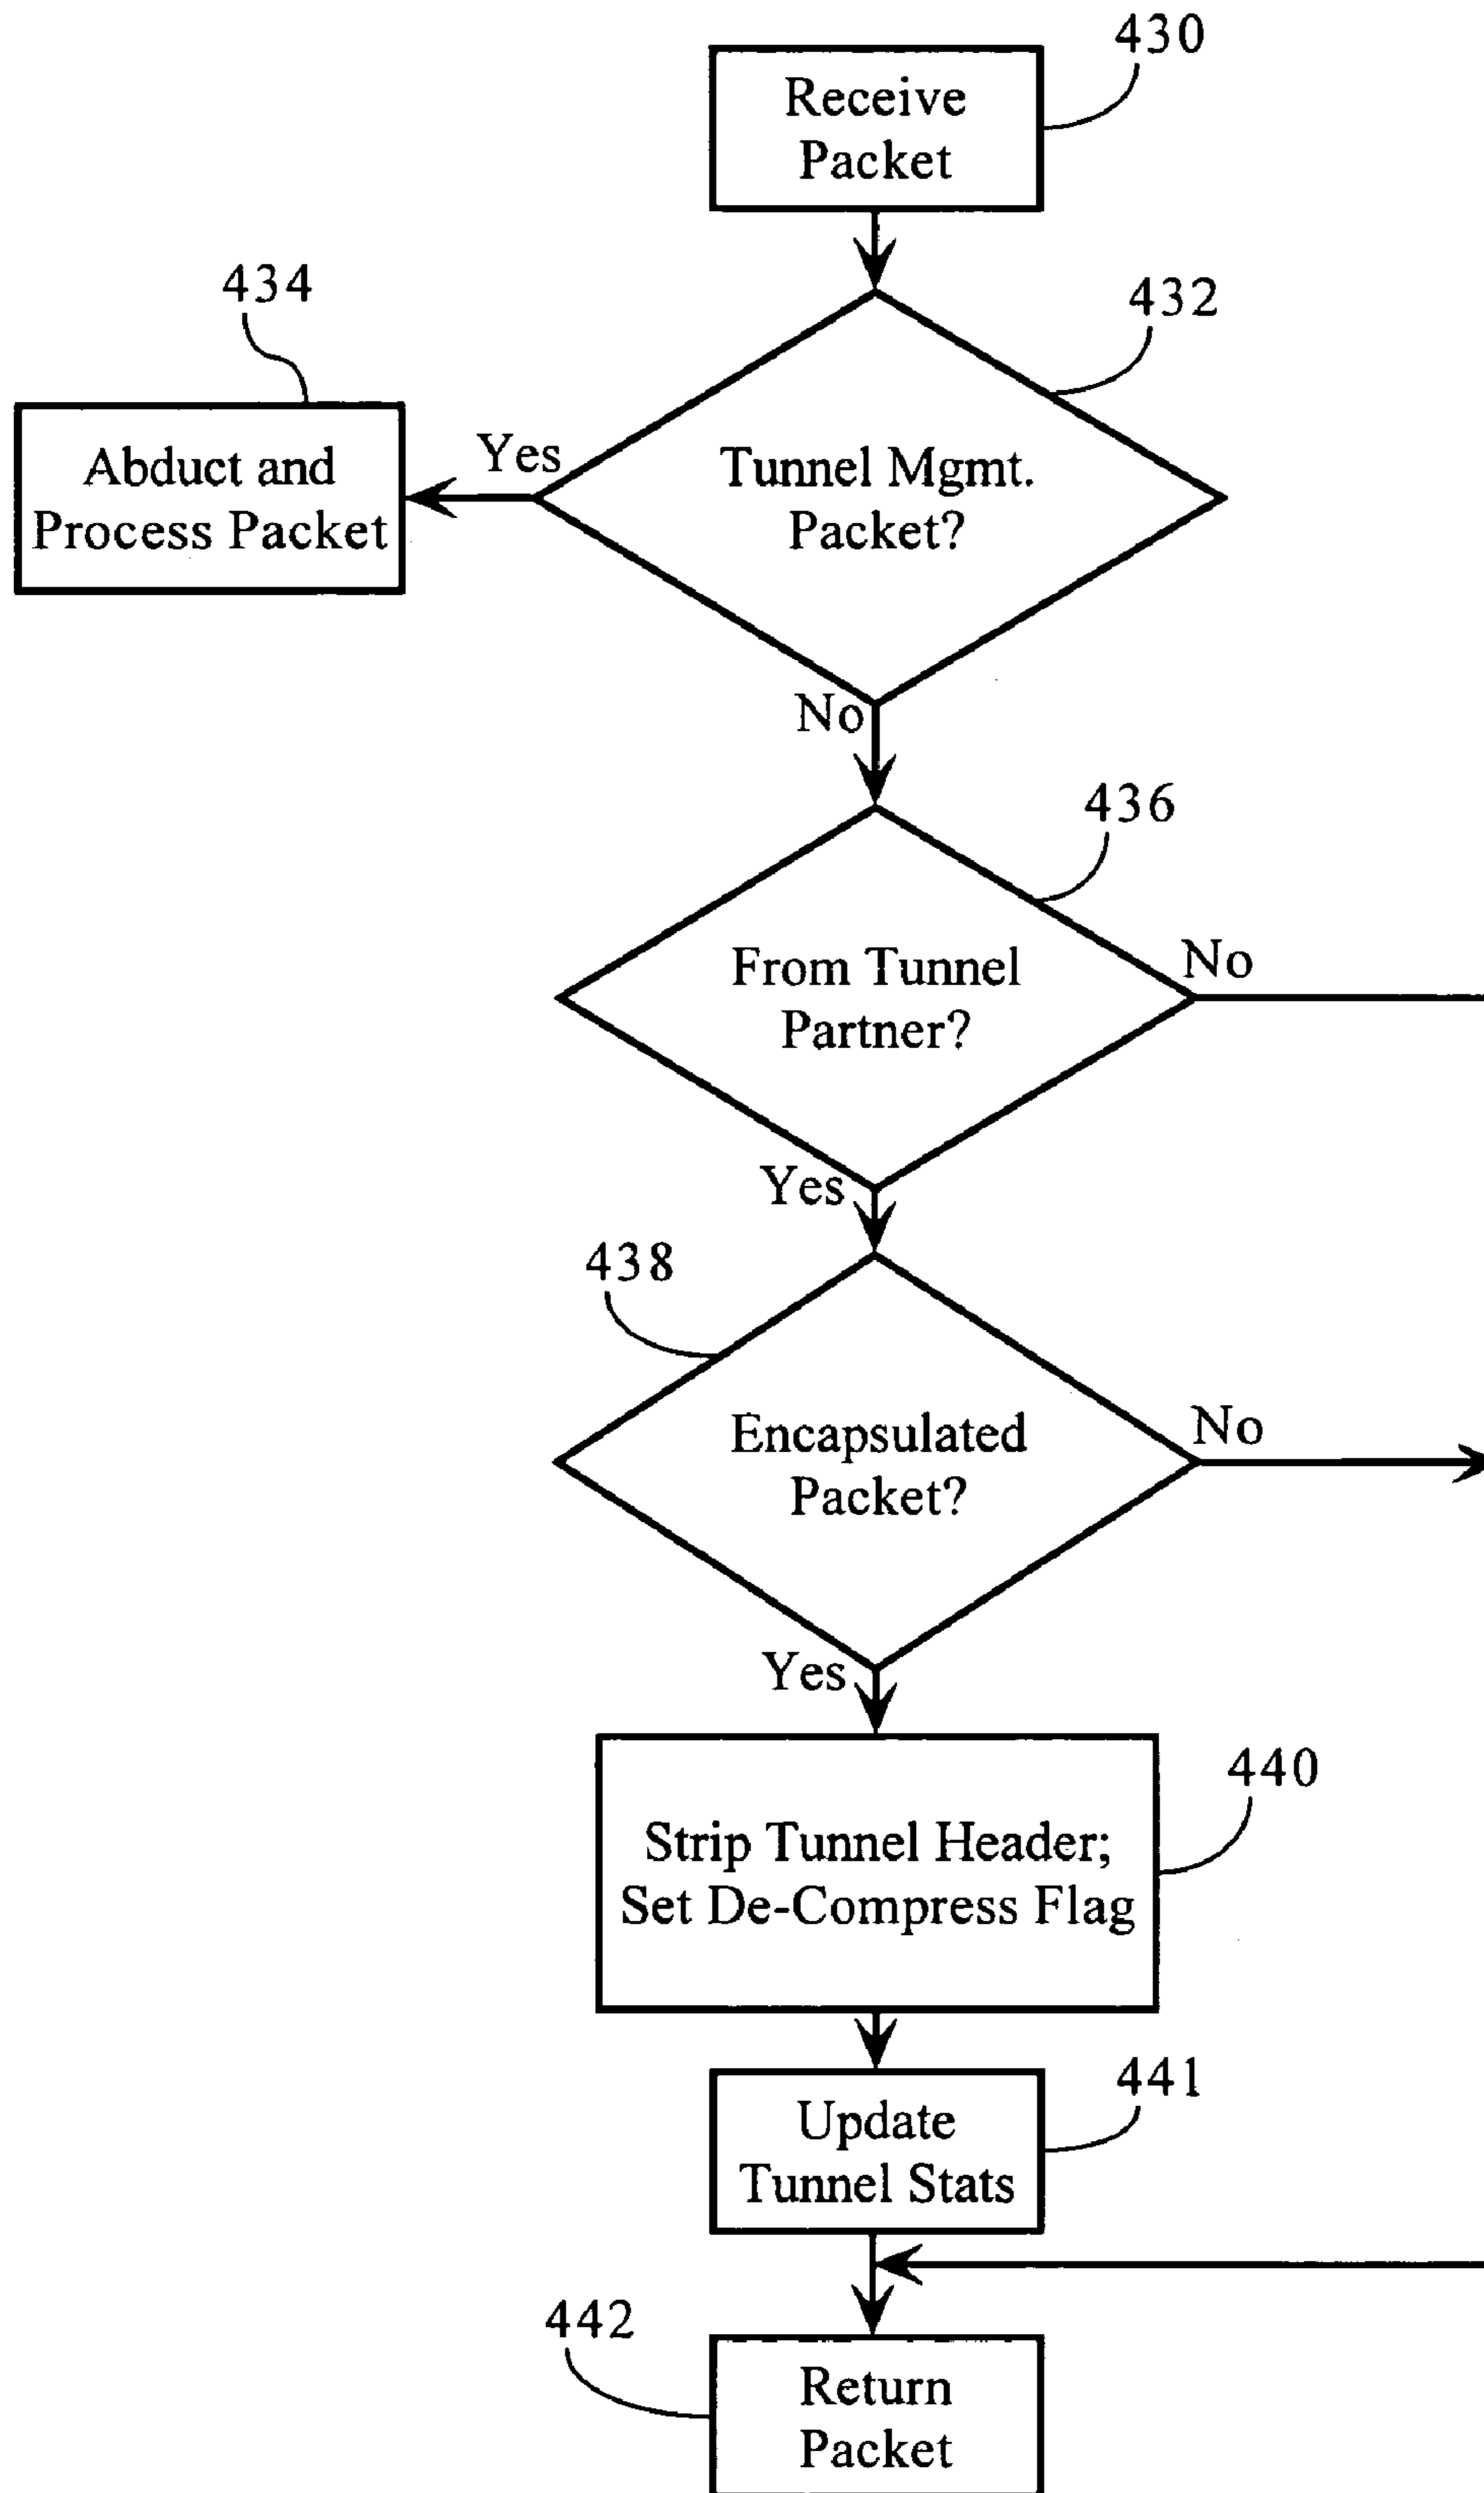 430
Receive
Packet
434
432
Abduct and
Process Packet
Yes
Tunnel Mgmt.
Packet?
No
436
From Tunnel
Partner?
No
Yes
438
Encapsulated
Packet?
No
Yes
440
Strip Tunnel Header;
Set De-Compress Flag
441
Update
Tunnel Stats
442
Return
Packet